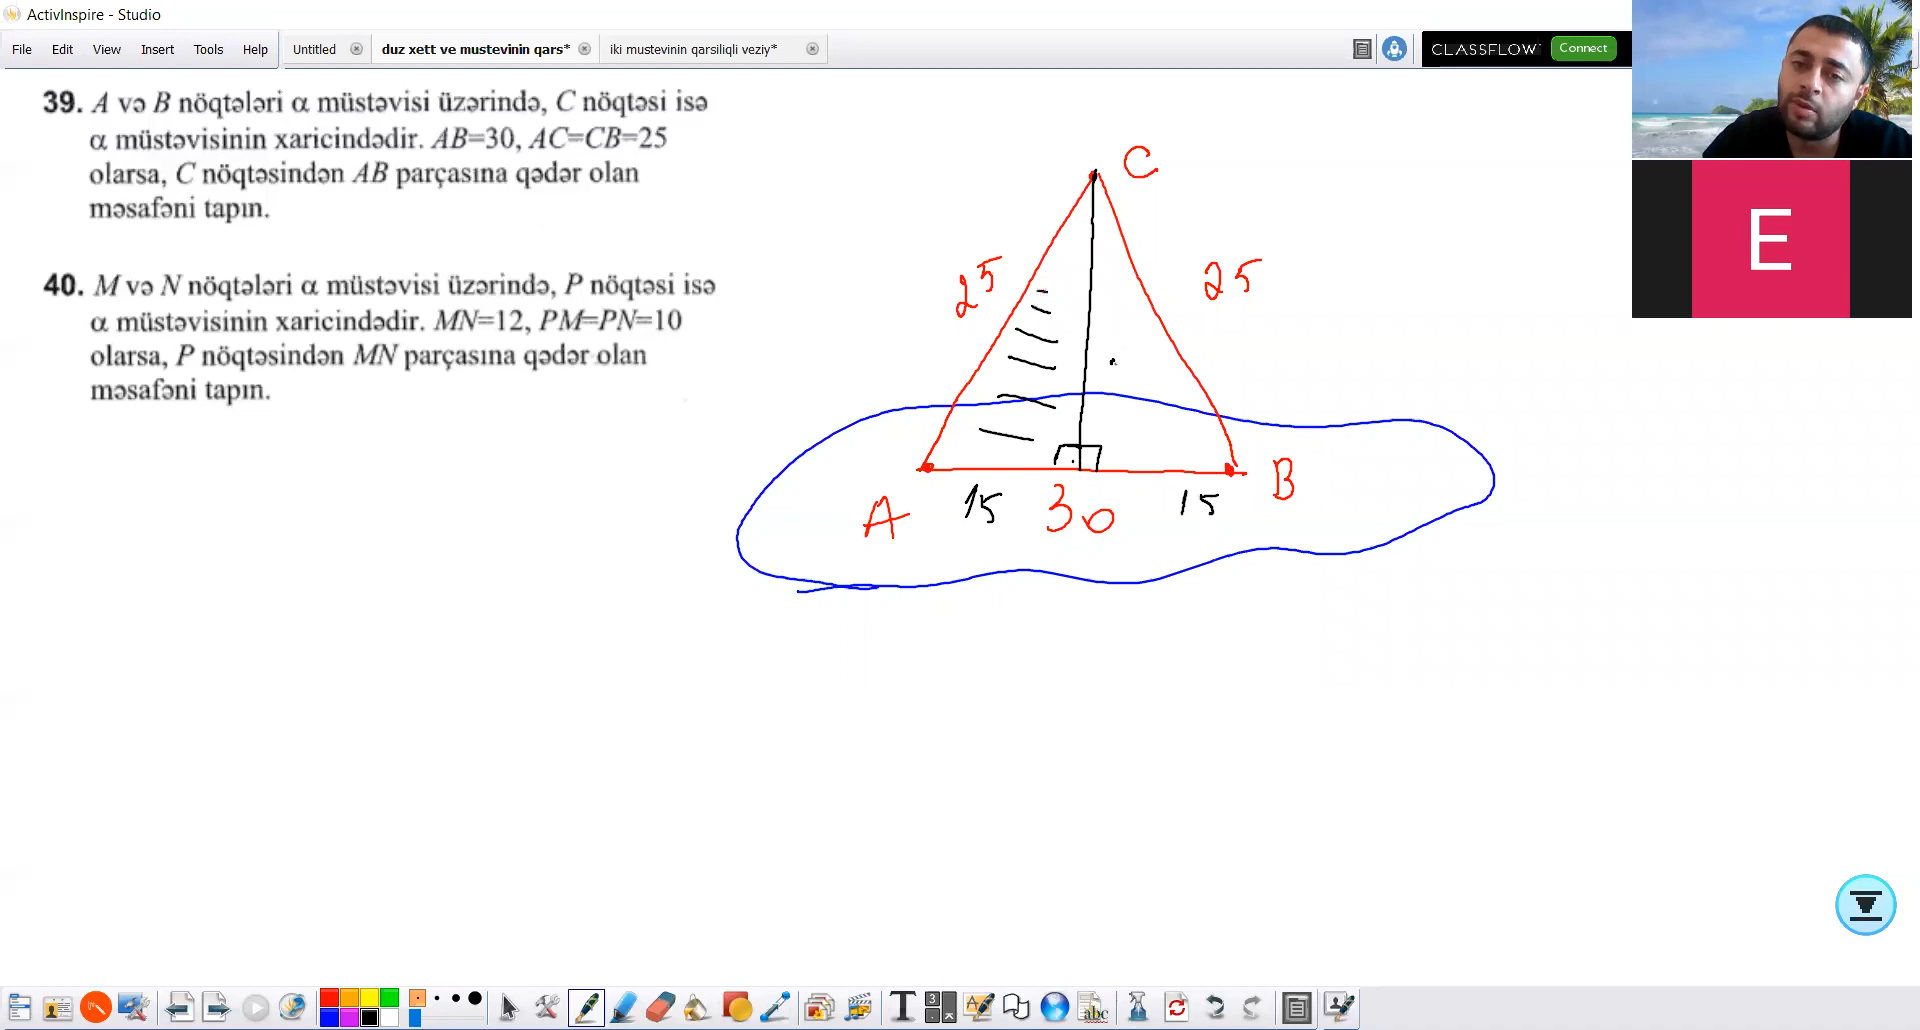 ActivInspire - Studio
File Edit View Insert Tools Help
Untitled
duz xett ve mustevinin qars*
iki mustevinin qarsiliqli veziy*
CLASSFLOW
Connect
39. A və B nöqtələri α müstəvisi üzərində, C nöqtəsi isə
α müstəvisinin xaricindədir. AB=30, AC=CB=25
olarsa, C nöqtəsindən AB parçasına qədər olan
məsafəni tapın.
40. M və N nöqtələri α müstəvisi üzərində, P nöqtəsi isə
α müstəvisinin xaricindədir. MN=12, PM=PN=10
olarsa, P nöqtəsindən MN parçasına qədər olan
məsafəni tapın.
C
25
25
A
15
30
15
B
E
T
abc